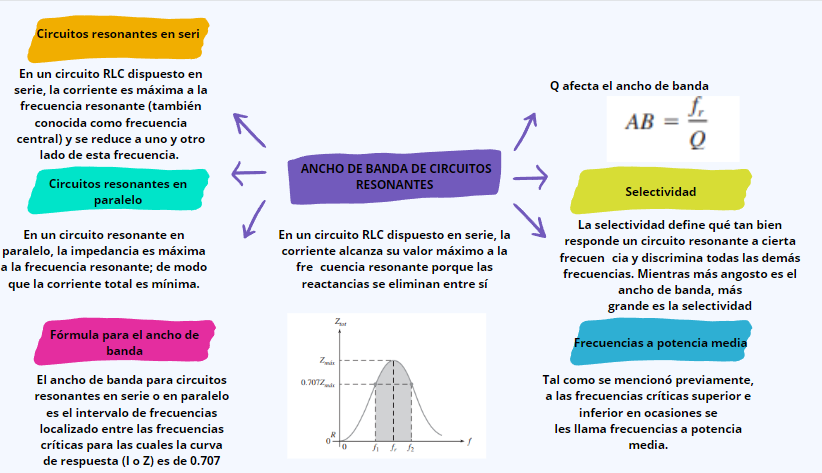 Circuitos resonantes en seri
En un circuito RLC dispuesto en
serie, la corriente es máxima a la
frecuencia resonante (también
conocida como frecuencia
central) y se reduce a uno y otro
lado de esta frecuencia.
Circuitos resonantes en
paralelo
En un circuito resonante en
paralelo, la impedancia es máxima
a la frecuencia resonante; de modo
que la corriente total es mínima.
Fórmula para el ancho de
banda
El ancho de banda para circuitos
resonantes en serie o en paralelo
es el intervalo de frecuencias
localizado entre las frecuencias
críticas para las cuales la curva
de respuesta (I o Z) es de 0.707
ANCHO DE BANDA DE CIRCUITOS
RESONANTES
En un circuito RLC dispuesto en serie, la
corriente alcanza su valor máximo a la
fre cuencia resonante porque las
reactancias se eliminan entre sí
Z_tot
Z_máx
0.707Z_máx
R
0
0
f_1 f_r f_2 f
Q afecta el ancho de banda
AB = f_r / Q
Selectividad
La selectividad define qué tan bien
responde un circuito resonante a cierta
frecuen cia y discrimina todas las demás
frecuencias. Mientras más angosto es el
ancho de banda, más
grande es la selectividad
Frecuencias a potencia media
Tal como se mencionó previamente,
a las frecuencias críticas superior e
inferior en ocasiones se
les llama frecuencias a potencia
media.